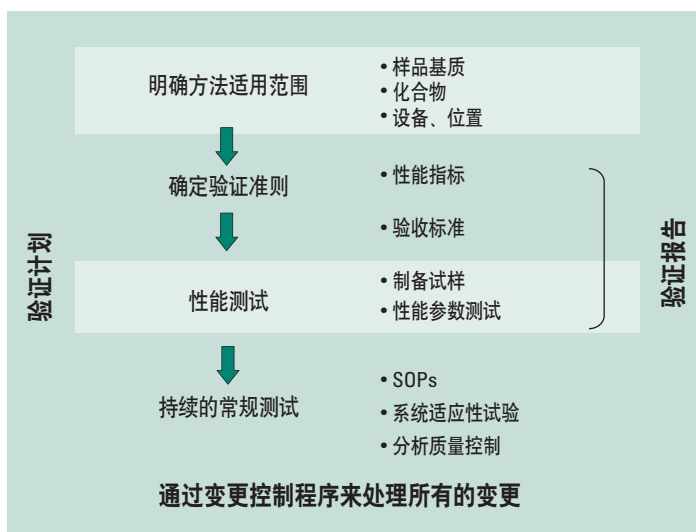 明确方法适用范围
• 样品基质
• 化合物
• 设备、位置
确定验证准则
• 性能指标
• 验收标准
性能测试
• 制备试样
• 性能参数测试
持续的常规测试
• SOPs
• 系统适应性试验
• 分析质量控制
验证计划
验证报告
通过变更控制程序来处理所有的变更